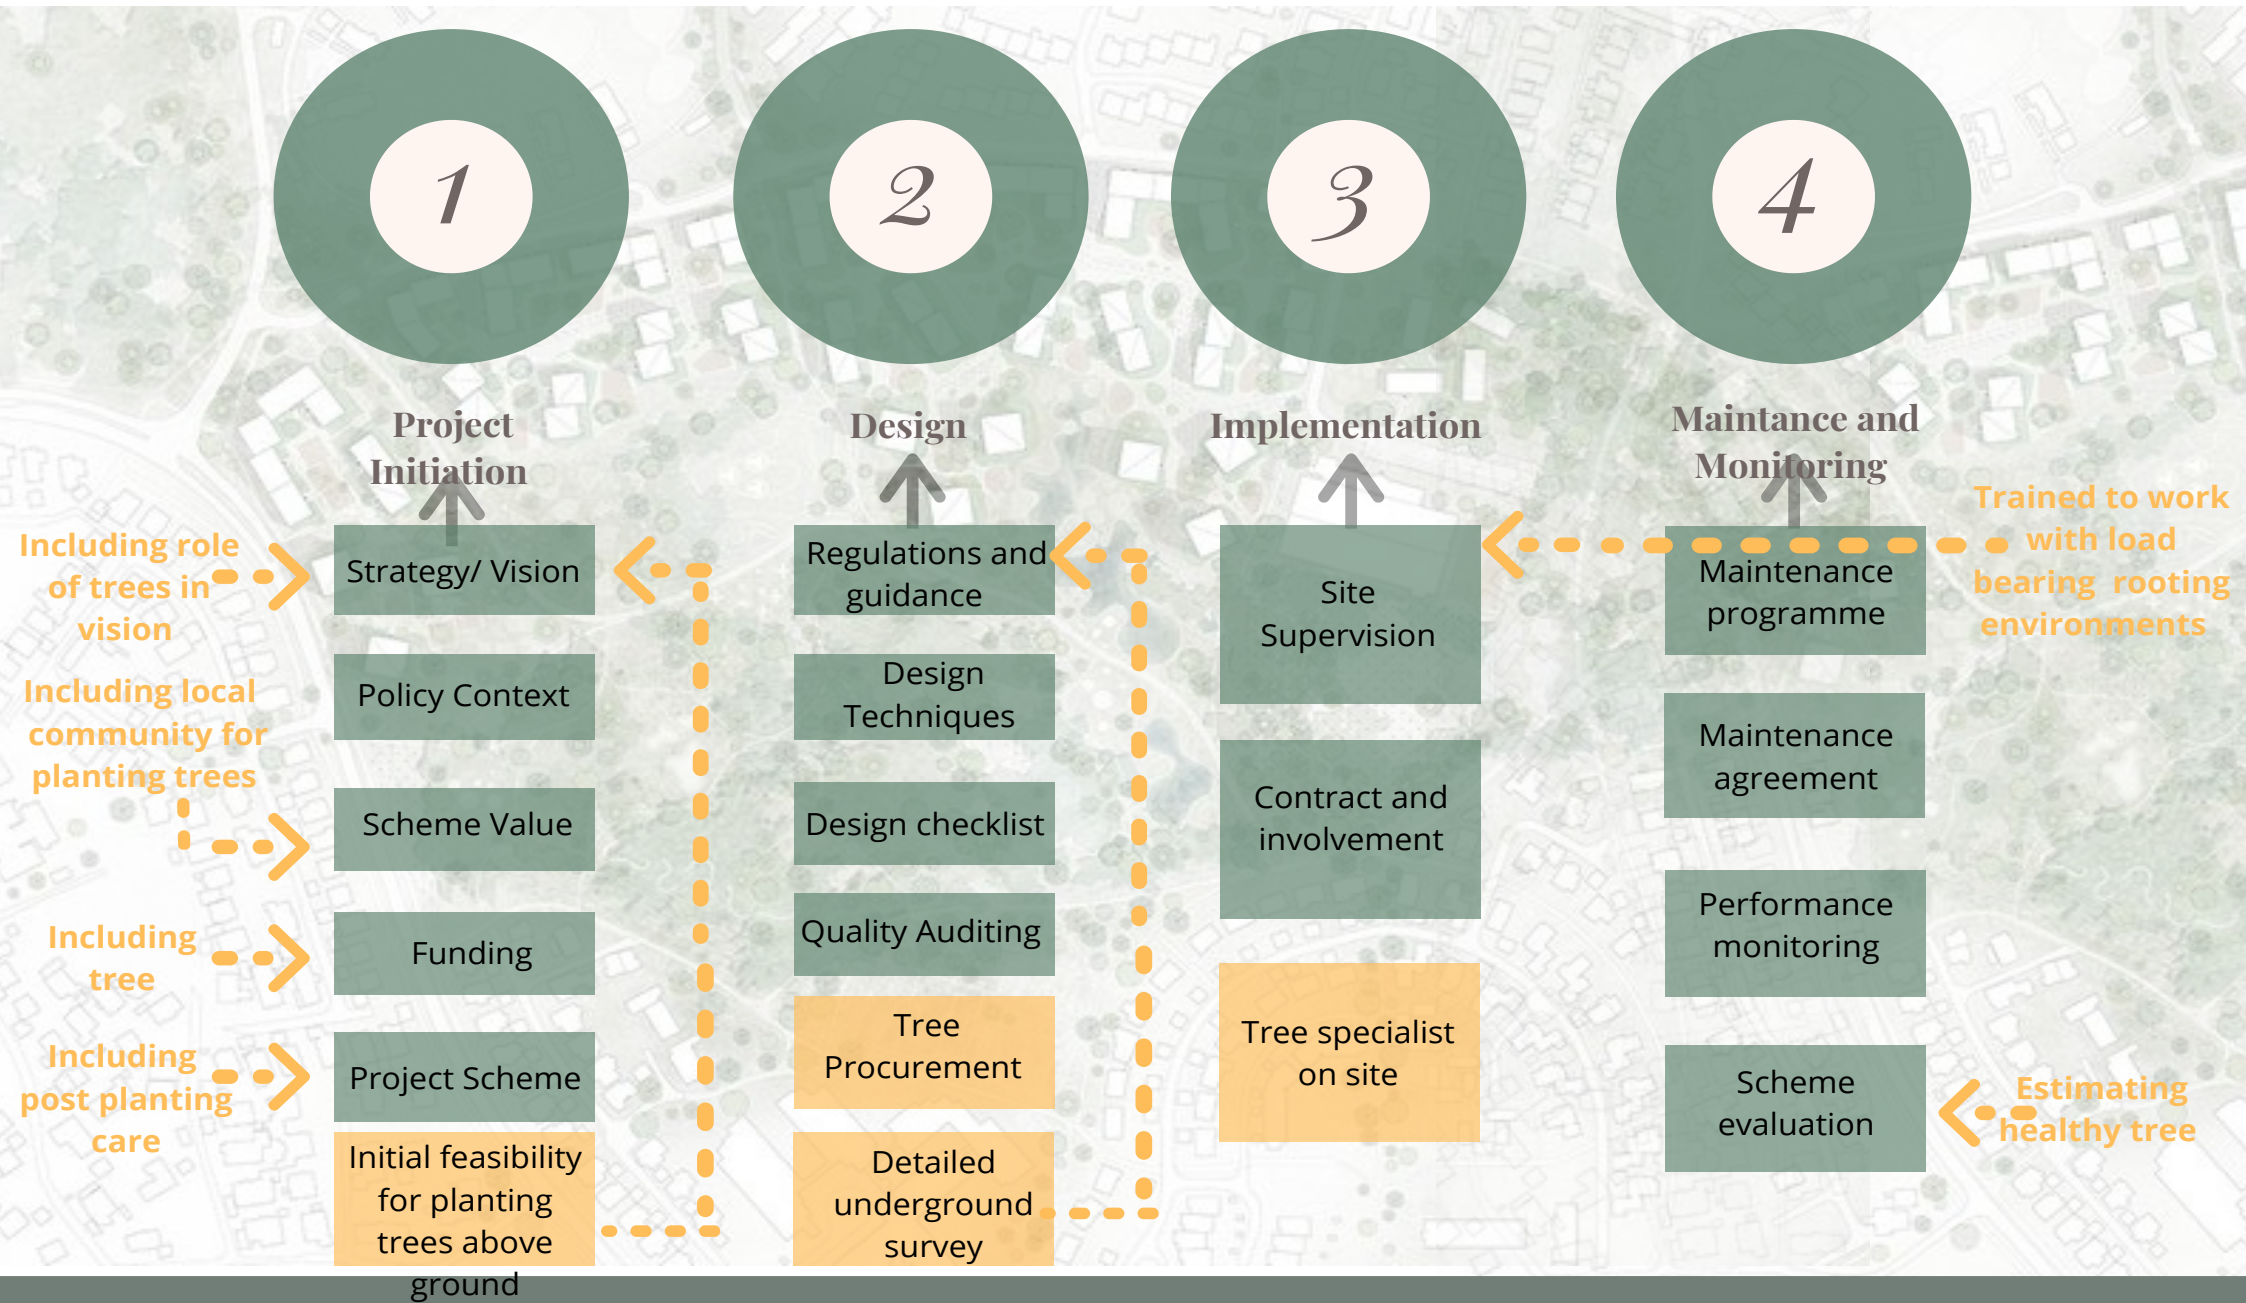 1
2
3
4
Project
Initiation
Design
Implementation
Maintance and
Monitoring
Including role
of trees in
vision
Including local
community for
planting trees
Including
tree
Including
post planting
care
Strategy/ Vision
Policy Context
Scheme Value
Funding
Project Scheme
Initial feasibility
for planting
trees above
ground
Regulations and
guidance
Design
Techniques
Design checklist
Quality Auditing
Tree
Procurement
Detailed
underground
survey
Site
Supervision
Contract and
involvement
Tree specialist
on site
Maintenance
programme
Maintenance
agreement
Performance
monitoring
Scheme
evaluation
Trained to work
with load
bearing rooting
environments
Estimating
healthy tree